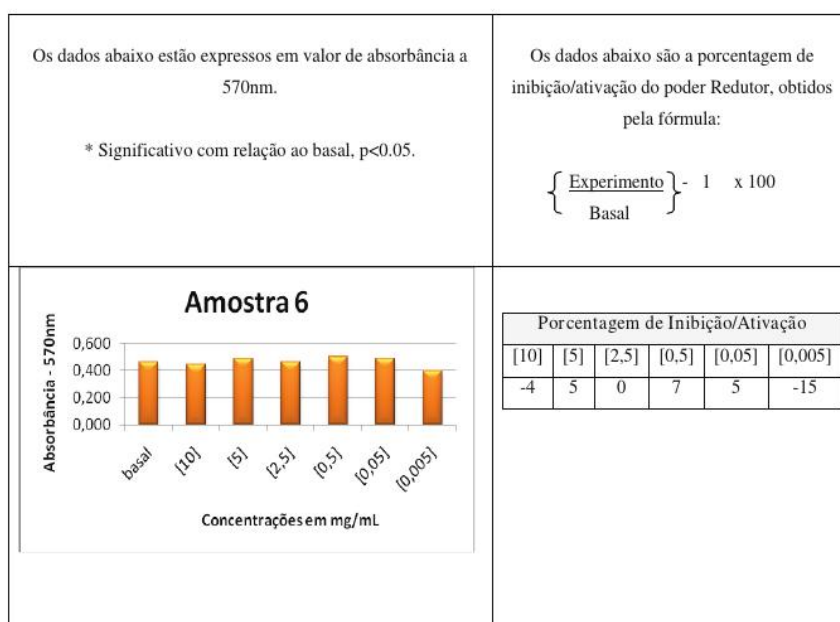 Os dados abaixo estão expressos em valor de absorbância a
570nm.
* Significativo com relação ao basal, p<0.05.
Os dados abaixo são a porcentagem de
inibição/ativação do poder Redutor, obtidos
pela fórmula:
{ Experimento } - 1 x 100
Basal
Amostra 6
Absorbância - 570nm
0,600
0,400
0,200
0,000
basal [10] [5] [2,5] [0,5] [0,05] [0,005]
Concentrações em mg/mL
Porcentagem de Inibição/Ativação
[10] [5] [2,5] [0,5] [0,05] [0,005]
-4 5 0 7 5 -15